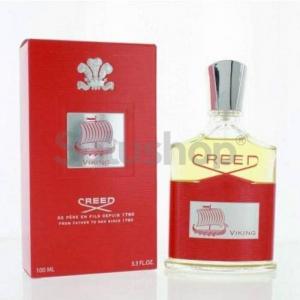 VIKING
CREED
DE PÈRE EN FILS DEPUIS 1760
FROM FATHER TO SON SINCE 1760
100 ML
3.3 FL.OZ.
CREED
VIKING